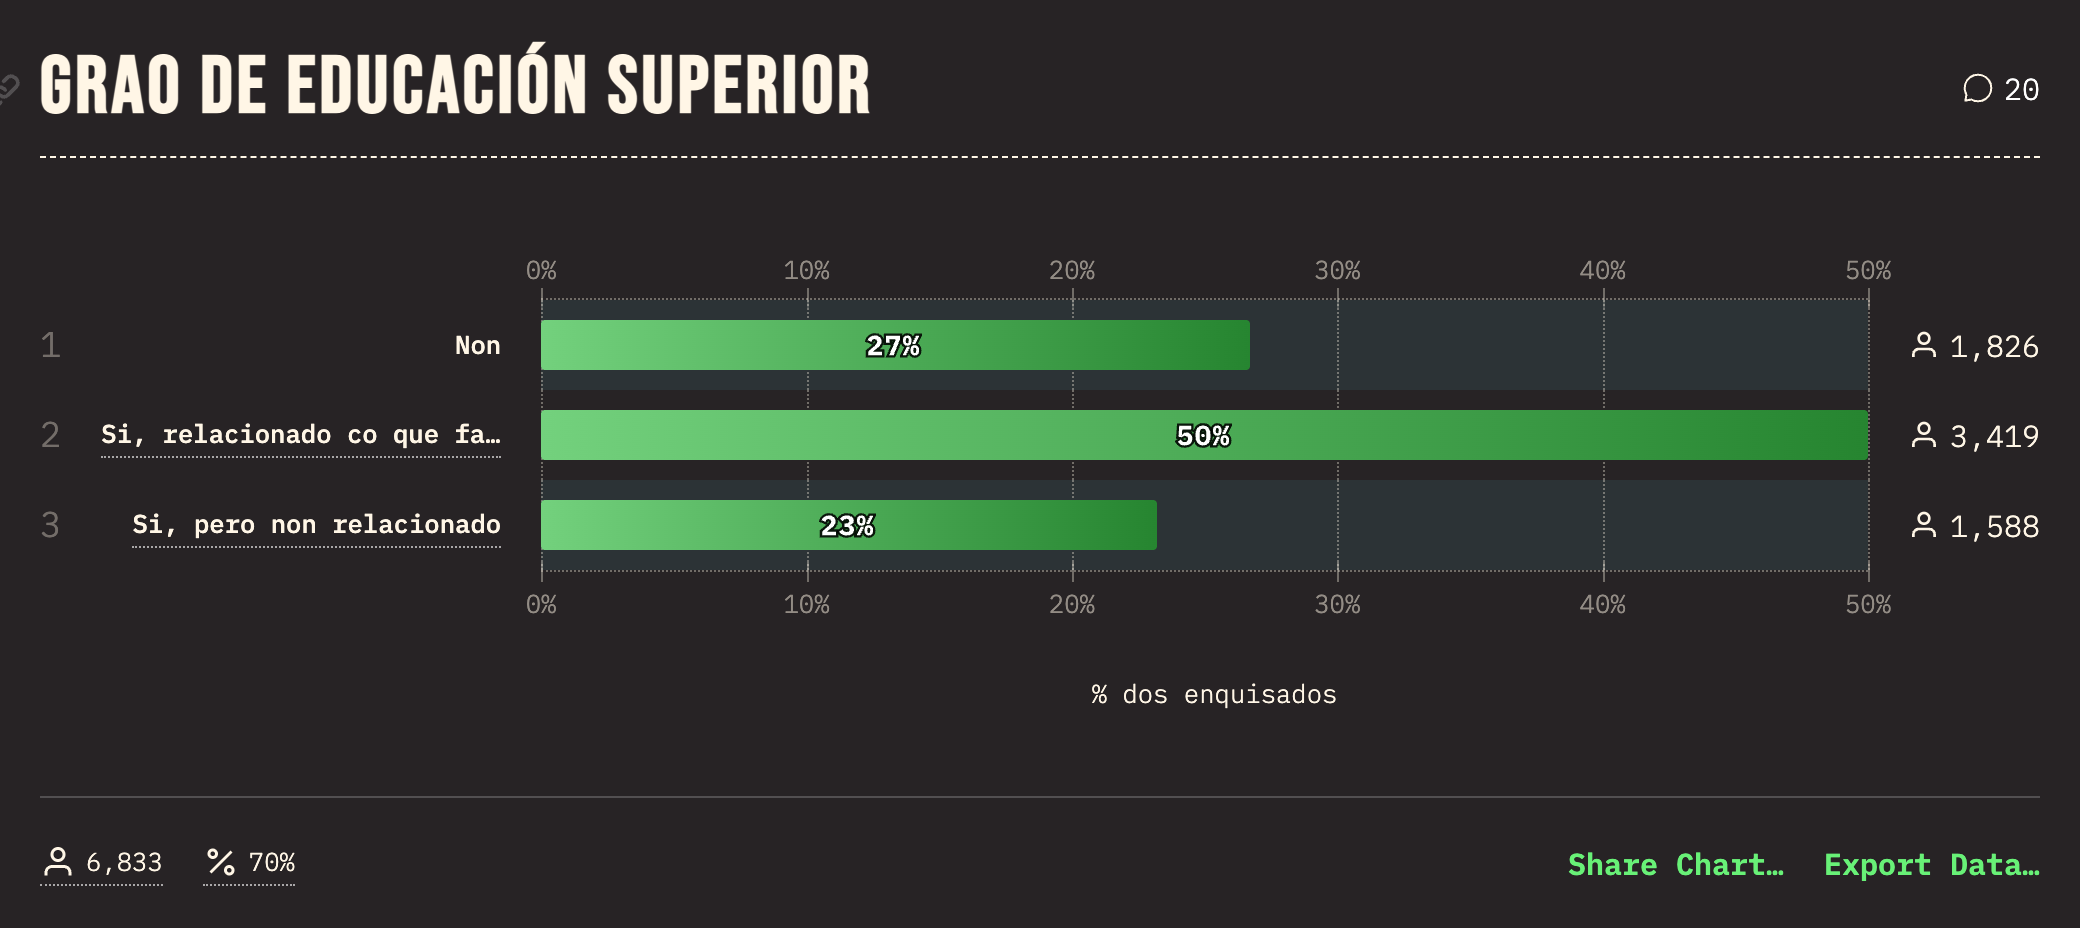 GRAO DE EDUCACIÓN SUPERIOR
20
0% 10% 20% 30% 40% 50%
1 Non 27% 1,826
2 Si, relacionado co que fa… 50% 3,419
3 Si, pero non relacionado 23% 1,588
0% 10% 20% 30% 40% 50%
% dos enquisados
6,833 70% Share Chart… Export Data…